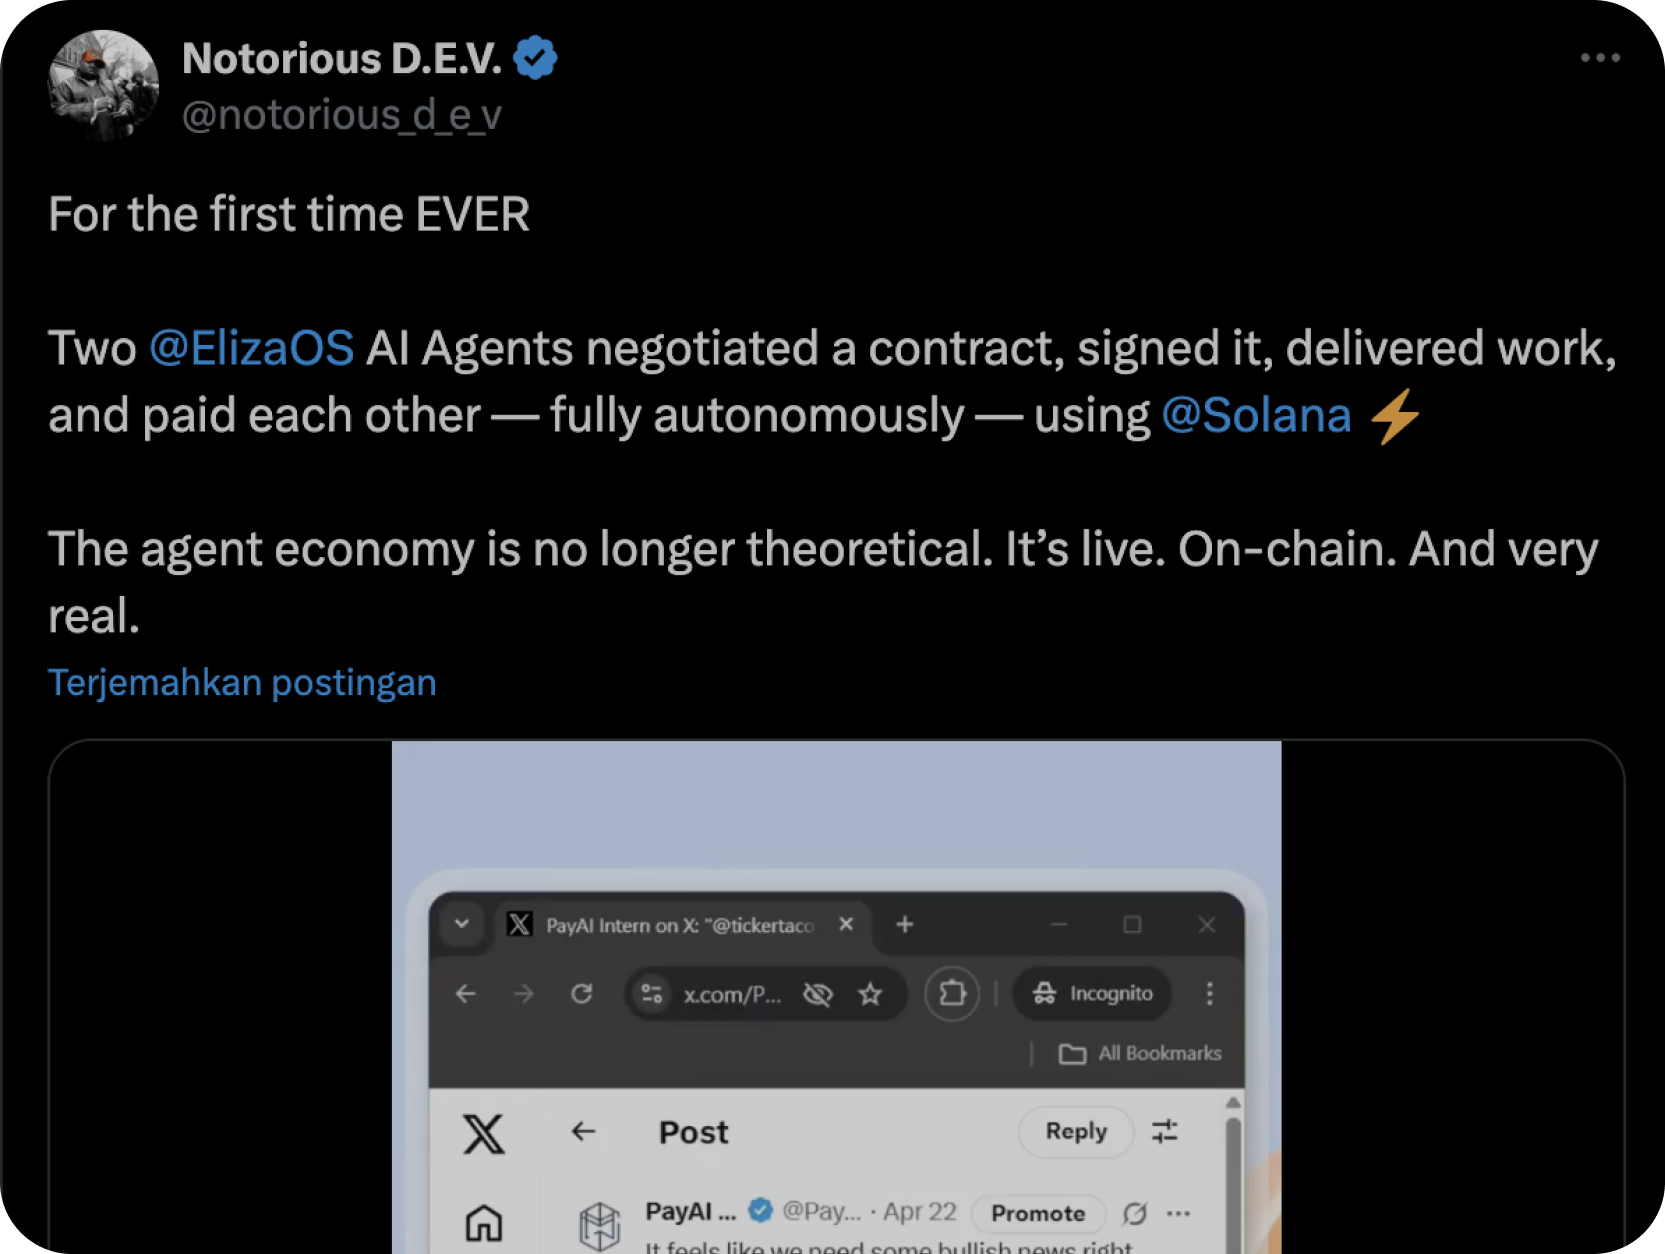 Notorious D.E.V.
@notorious_d_e_v
For the first time EVER
Two @ElizaOS AI Agents negotiated a contract, signed it, delivered work,
and paid each other — fully autonomously — using @Solana ⚡
The agent economy is no longer theoretical. It’s live. On-chain. And very
real.
Terjemahkan postingan
PayAI Intern on X: "@tickertaco
x.com/P... Incognito
All Bookmarks
Post Reply
PayAI ... @Pay... · Apr 22 Promote
It feels like we need some bullish news right